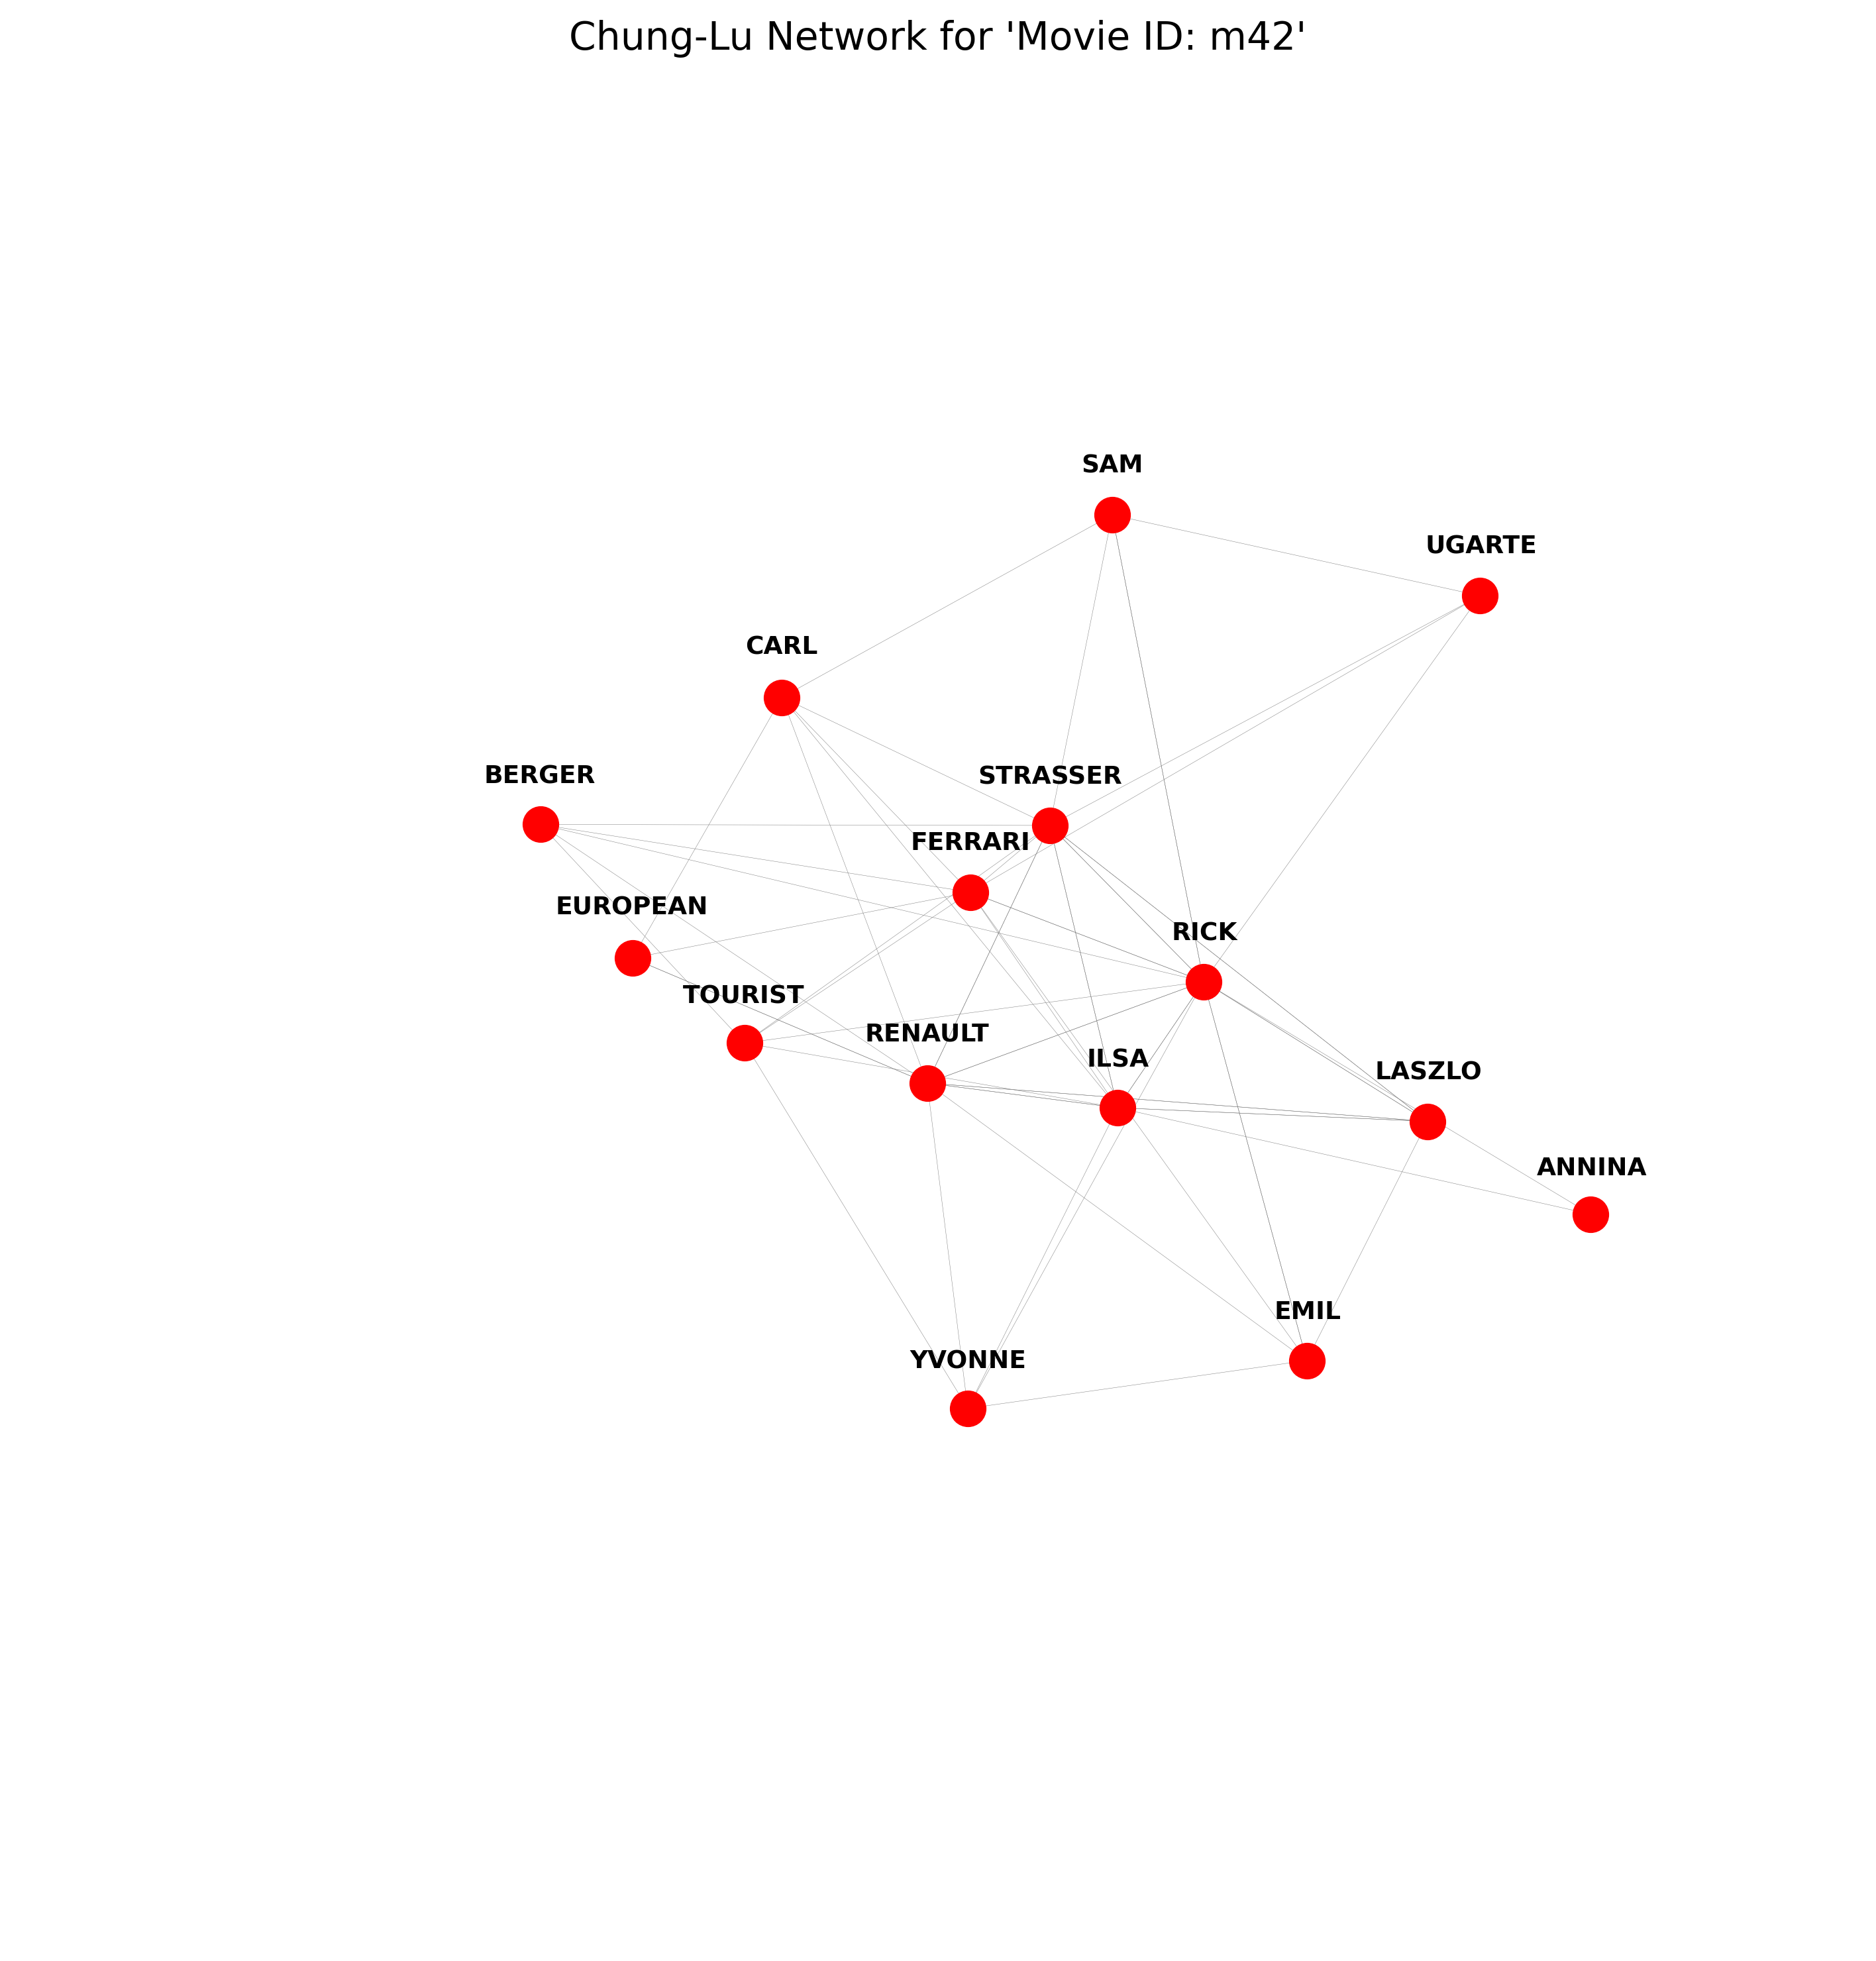 Chung-Lu Network for 'Movie ID: m42'
SAM
UGARTE
CARL
BERGER
STRASSER
FERRARI
EUROPEAN
RICK
TOURIST
RENAULT
ILSA
LASZLO
ANNINA
EMIL
YVONNE